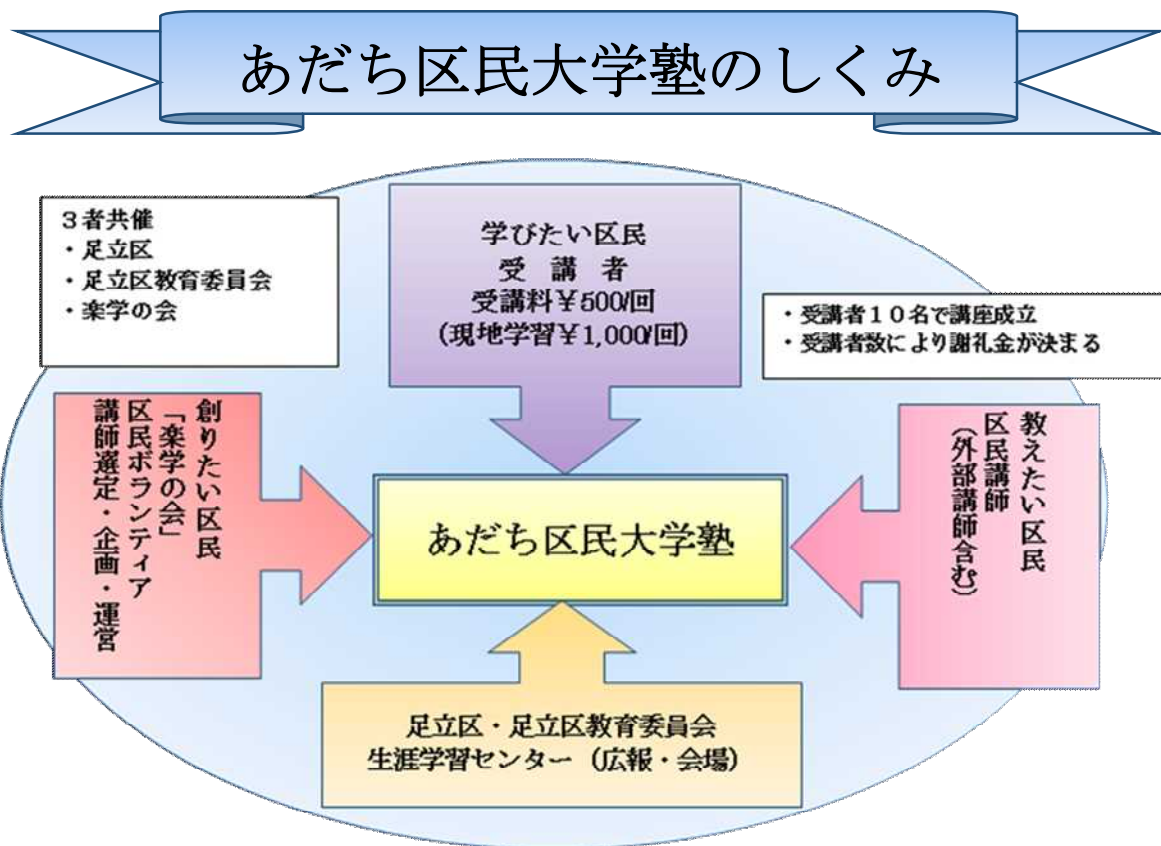 あだち区民大学塾のしくみ
3者共催
・足立区
・足立区教育委員会
・楽学の会
学びたい区民
受 講 者
受講料￥500/回
(現地学習￥1,000/回)
・受講者10名で講座成立
・受講者数により謝礼金が決まる
創りたい区民
「楽学の会」
区民ボランティア
講師選定・企画・運営
あだち区民大学塾
教えたい区民
区民講師
(外部講師含む)
足立区・足立区教育委員会
生涯学習センター (広報・会場)